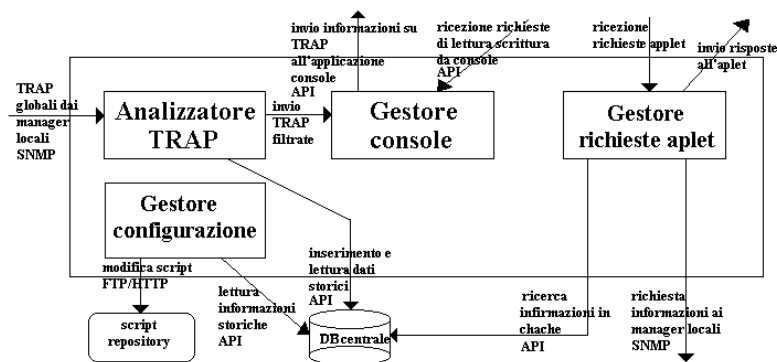 invio informazioni su
TRAP
all'applicazione
console
API
ricezione richieste
di lettura scrittura
da console
API
ricezione
richieste applet
invio risposte
all'aplet
TRAP
globali dai
manager
locali
SNMP
Analizzatore
TRAP
invio
TRAP
filtrate
Gestore
console
Gestore
richieste aplet
Gestore
configurazione
modifica script
FTP/HTTP
script
repository
lettura
informazioni
storiche
API
inserimento e
lettura dati
storici
API
DBcentrale
ricerca
infirmazioni in
chache
API
richiesta
informazioni ai
manager locali
SNMP